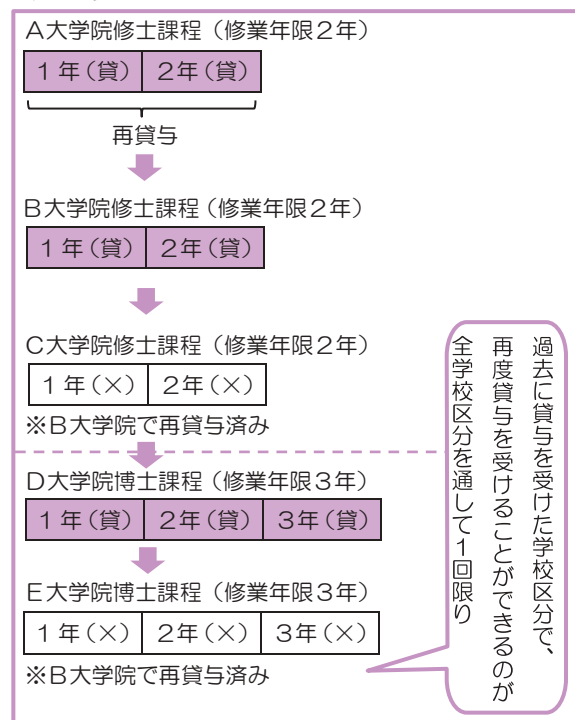 A大学院修士課程（修業年限2年）
1年（貸） 2年（貸）
再貸与
B大学院修士課程（修業年限2年）
1年（貸） 2年（貸）
C大学院修士課程（修業年限2年）
1年（×） 2年（×）
※B大学院で再貸与済み
D大学院博士課程（修業年限3年）
1年（貸） 2年（貸） 3年（貸）
E大学院博士課程（修業年限3年）
1年（×） 2年（×） 3年（×）
※B大学院で再貸与済み
過去に貸与を受けた学校区分で、
再度貸与を受けることができるのが
全学校区分を通して1回限り